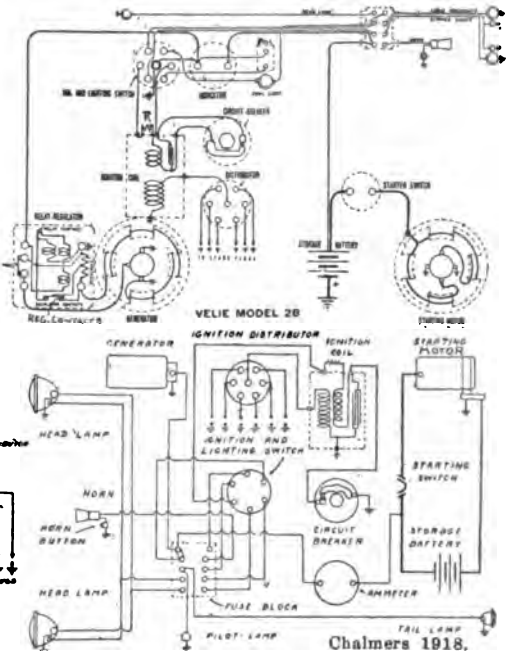 IGN. AND LIGHTING SWITCH
INDICATOR
CIRCUIT-BREAKER
IGNITION COIL
DISTRIBUTOR
TO SPARK PLUGS
STARTER SWITCH
RELAY REGULATOR
STORAGE BATTERY
REG. CONTACTS
GENERATOR
STARTING MOTOR
VELIE MODEL 28
GENERATOR
IGNITION DISTRIBUTOR
IGNITION COIL
STARTING MOTOR
HEAD LAMP
IGNITION AND LIGHTING SWITCH
HORN
HORN BUTTON
CIRCUIT BREAKER
STARTING SWITCH
STORAGE BATTERY
HEAD LAMP
FUSE BLOCK
AMMETER
PILOT LAMP
TAIL LAMP
Chalmers 1918.